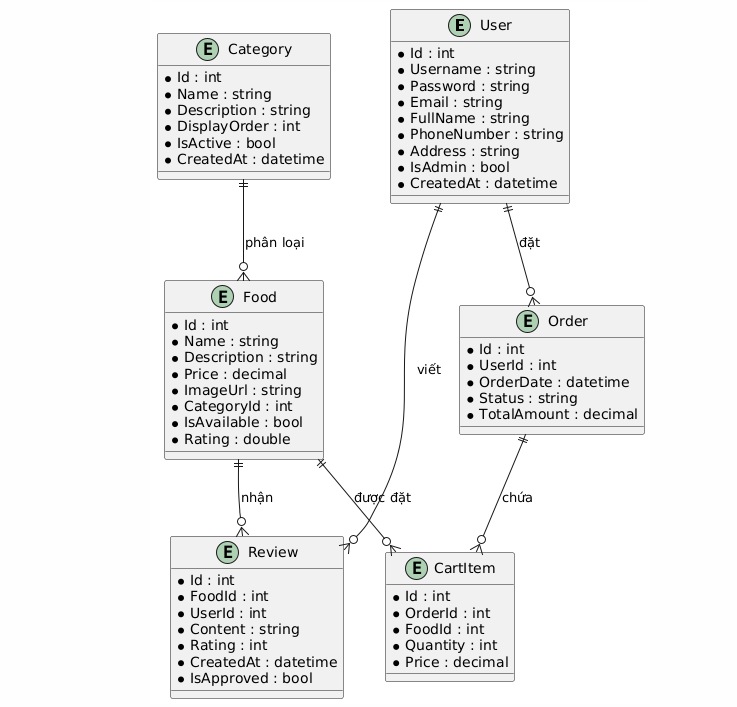 E Category
Id : int
Name : string
Description : string
DisplayOrder : int
IsActive : bool
CreatedAt : datetime
E User
Id : int
Username : string
Password : string
Email : string
FullName : string
PhoneNumber : string
Address : string
IsAdmin : bool
CreatedAt : datetime
phân loại
đặt
E Food
Id : int
Name : string
Description : string
Price : decimal
ImageUrl : string
CategoryId : int
IsAvailable : bool
Rating : double
viết
E Order
Id : int
UserId : int
OrderDate : datetime
Status : string
TotalAmount : decimal
nhận
được đặt
chứa
E Review
Id : int
FoodId : int
UserId : int
Content : string
Rating : int
CreatedAt : datetime
IsApproved : bool
E CartItem
Id : int
OrderId : int
FoodId : int
Quantity : int
Price : decimal